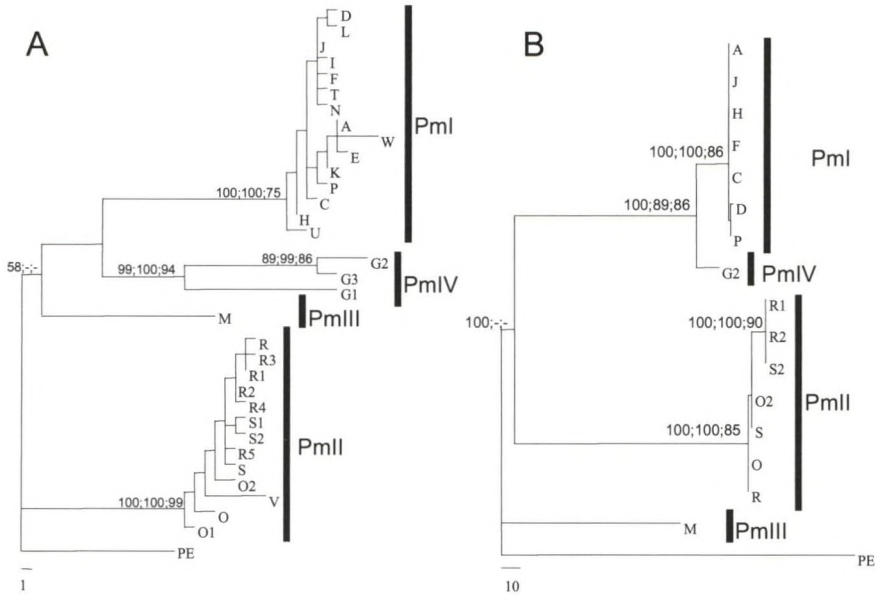 A
D
L
J
I
F
T
N
A
W
E
K
P
C
H
U
PmI
100;100;75
58;-;-
99;100;94
89;99;86
G2
G3
G1
PmIV
M
PmIII
R
R3
R1
R2
R4
S1
S2
R5
S
O2
V
O
O1
PmII
100;100;99
PE
1
B
A
J
H
F
C
D
P
PmI
100;100;86
100;89;86
G2
PmIV
100;-;-
R1
R2
S2
O2
S
O
R
PmII
100;100;90
100;100;85
M
PmIII
PE
10